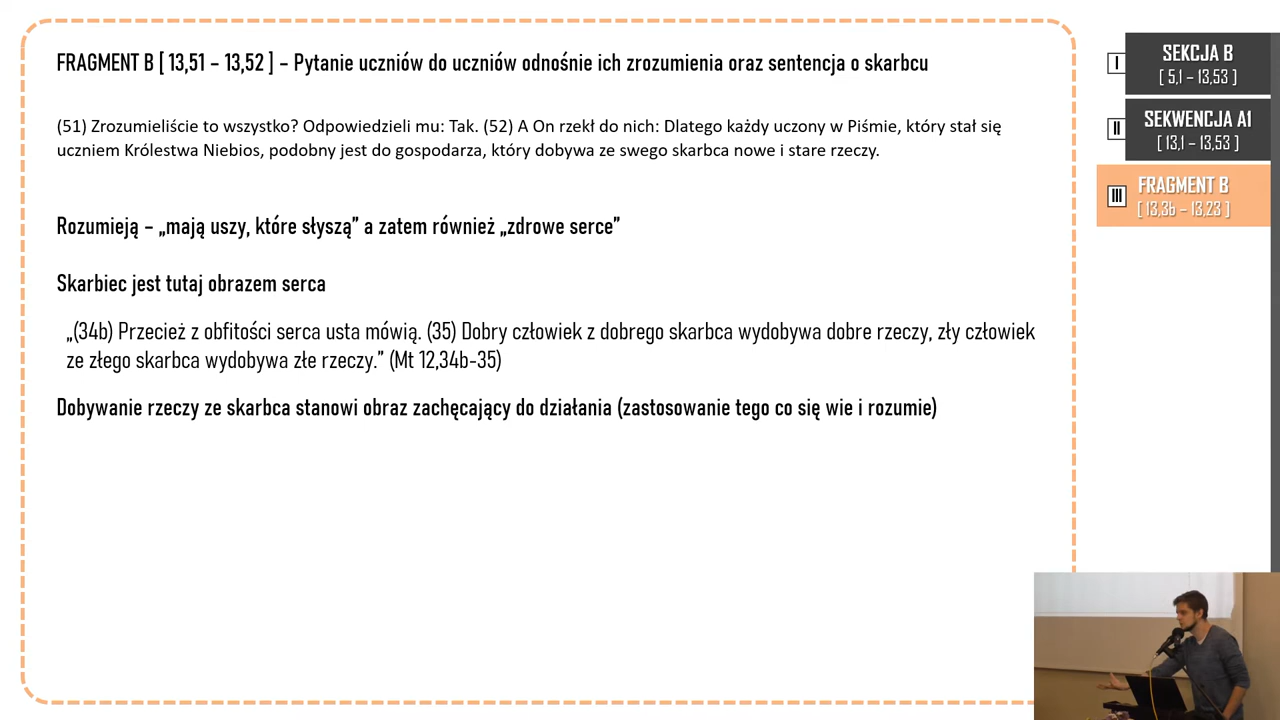 FRAGMENT B [ 13,51 – 13,52 ] – Pytanie uczniów do uczniów odnośnie ich zrozumienia oraz sentencja o skarbcu
(51) Zrozumieliście to wszystko? Odpowiedzieli mu: Tak. (52) A On rzekł do nich: Dlatego każdy uczony w Piśmie, który stał się
uczniem Królestwa Niebios, podobny jest do gospodarza, który dobywa ze swego skarbca nowe i stare rzeczy.
Rozumieją – „mają uszy, które słyszą” a zatem również „zdrowe serce”
Skarbiec jest tutaj obrazem serca
„(34b) Przecież z obfitości serca usta mówią. (35) Dobry człowiek z dobrego skarbca wydobywa dobre rzeczy, zły człowiek
ze złego skarbca wydobywa złe rzeczy.” (Mt 12,34b-35)
Dobywanie rzeczy ze skarbca stanowi obraz zachęcający do działania (zastosowanie tego co się wie i rozumie)
I
SEKCJA B
[ 5,1 – 13,53 ]
II
SEKWENCJA A1
[ 13,1 – 13,53 ]
III
FRAGMENT B
[ 13,3b – 13,23 ]